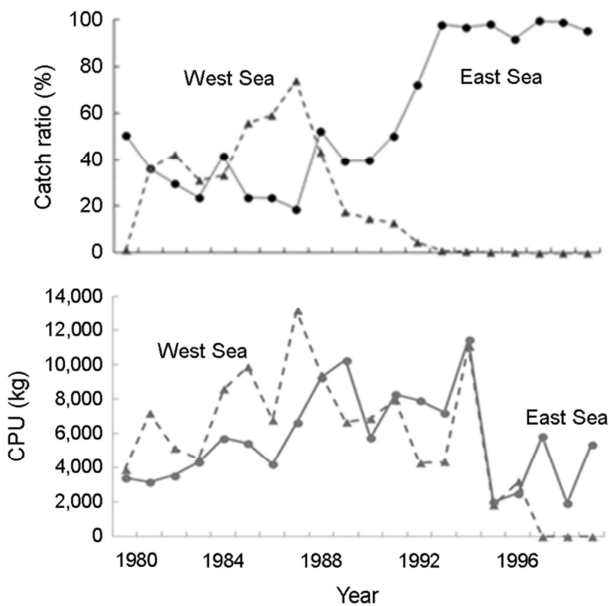 100
80
60
40
20
0
Catch ratio (%)
West Sea
East Sea
14,000
12,000
10,000
8,000
6,000
4,000
2,000
0
CPU (kg)
West Sea
East Sea
1980 1984 1988 1992 1996
Year